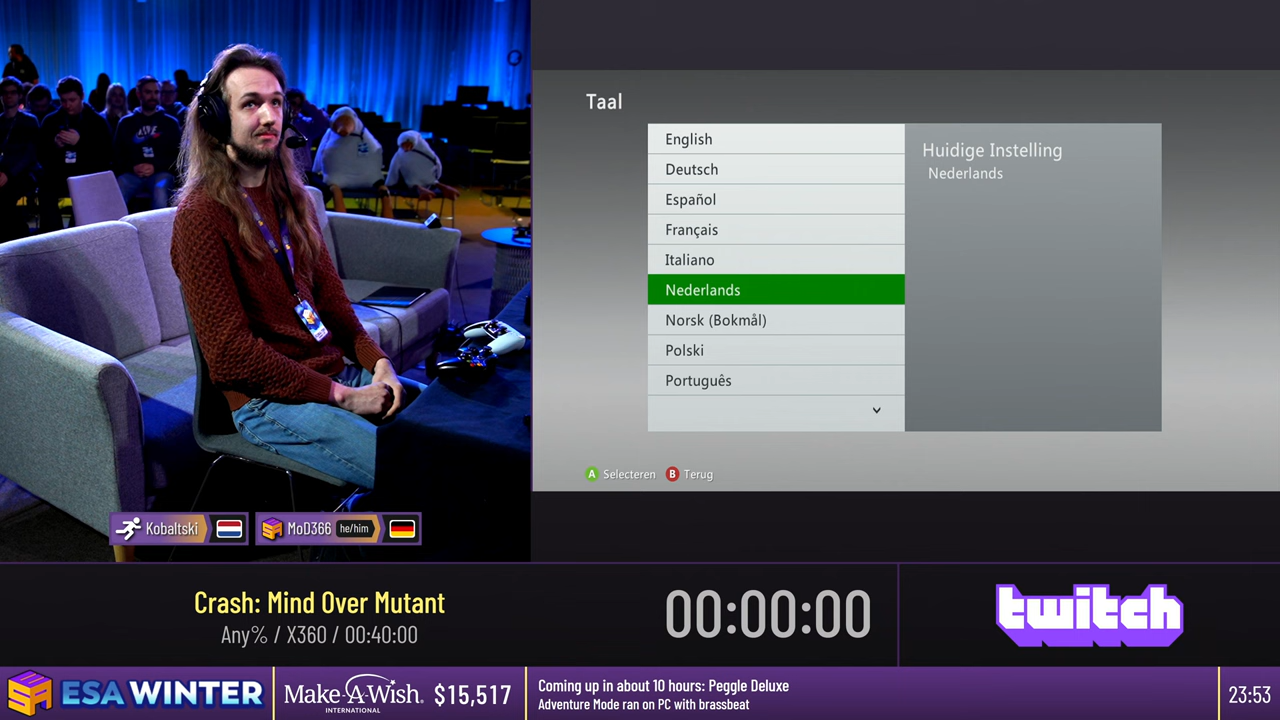 Taal
English
Deutsch
Español
Français
Italiano
Nederlands
Norsk (Bokmål)
Polski
Português
Huidige Instelling
Nederlands
A Selecteren B Terug
Kobaltski
MoD366 he/him
Crash: Mind Over Mutant
Any% / X360 / 00:40:00
00:00:00
twitch
ESA WINTER
Make-A-Wish.
INTERNATIONAL
$15,517
Coming up in about 10 hours: Peggle Deluxe
Adventure Mode ran on PC with brassbeat
23:53